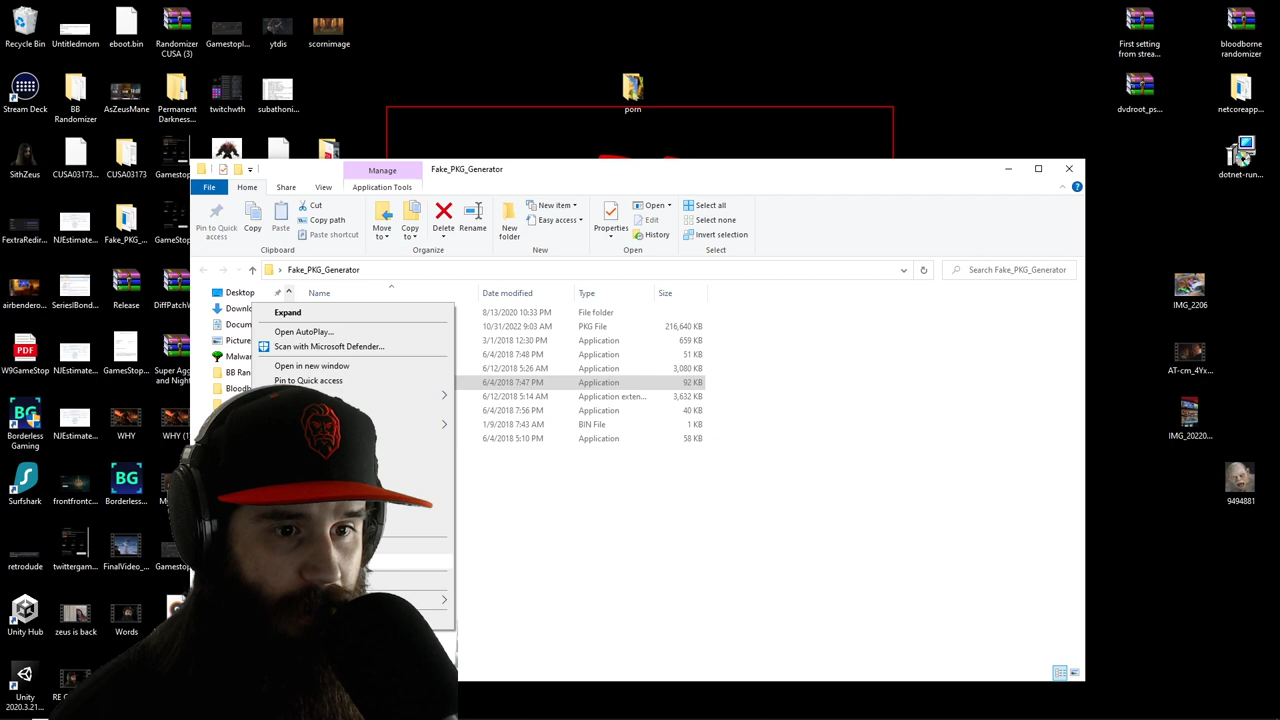 Recycle Bin
Untitledmom
eboot.bin
Randomizer
CUSA (3)
Gamestopl...
ytdis
scornimage
First setting
from strea...
bloodborne
randomizer
Stream Deck
BB
Randomizer
AsZeusMane
Permanent
Darkness...
twitchwth
subathoni...
porn
dvdroot_ps...
netcoreapp...
SithZeus
CUSA03173...
CUSA03173
Gamestop
dotnet-run...
FextraRedir...
NJEstimate...
Fake_PKG_...
GameStop
airbendero...
SeriesIBond...
Release
DiffPatchW
W9GameStop
NJEstimate...
GamesStop...
Super Agg
and Night
Borderless
Gaming
NJEstimate...
WHY
WHY (1
Surfshark
frontfrontc...
Borderless...
retrodude
twittergam...
FinalVideo_...
Gamestop
Unity Hub
zeus is back
Words
Unity
2020.3.21...
RE C
IMG_2206
AT-cm_4Yx...
IMG_20220...
9494881
Manage
Fake_PKG_Generator
File
Home
Share
View
Application Tools
Pin to Quick
access
Copy
Paste
Cut
Copy path
Paste shortcut
Clipboard
Move
to
Copy
to
Delete
Rename
Organize
New
folder
New item
Easy access
New
Properties
Open
Edit
History
Open
Select all
Select none
Invert selection
Select
Fake_PKG_Generator
Search Fake_PKG_Generator
Name
Date modified
Type
Size
Desktop
Downlo
Docum
Picture
Malwar
BB Ran
Bloodb
Expand
Open AutoPlay...
Scan with Microsoft Defender...
Open in new window
Pin to Quick access
8/13/2020 10:33 PM File folder
10/31/2022 9:03 AM PKG File 216,640 KB
3/1/2018 12:30 PM Application 659 KB
6/4/2018 7:48 PM Application 51 KB
6/12/2018 5:26 AM Application 3,080 KB
6/4/2018 7:47 PM Application 92 KB
6/12/2018 5:14 AM Application exten... 3,632 KB
6/4/2018 7:56 PM Application 40 KB
1/9/2018 7:43 AM BIN File 1 KB
6/4/2018 5:10 PM Application 58 KB